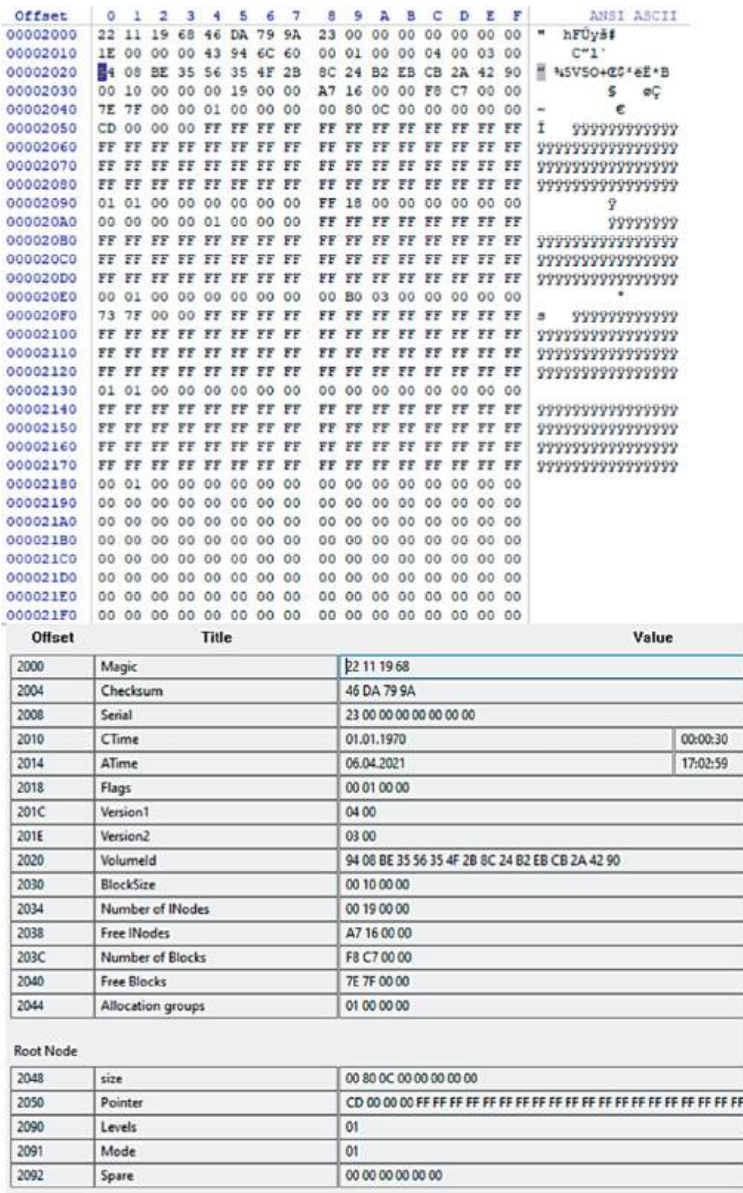 Offset 0 1 2 3 4 5 6 7 8 9 A B C D E F ANSI ASCII
00002000 22 11 19 68 46 DA 79 9A 23 00 00 00 00 00 00 00 "
00002010 1E 00 00 00 43 94 6C 60 00 01 00 00 04 00 03 00 C"l`
00002020 94 08 BE 35 56 35 4F 2B 8C 24 B2 EB CB 2A 42 90
00002030 00 10 00 00 00 19 00 00 A7 16 00 00 F8 C7 00 00 § øÇ
00002040 7E 7F 00 00 01 00 00 00 00 80 0C 00 00 00 00 00 ~ €
00002050 CD 00 00 00 FF FF FF FF FF FF FF FF FF FF FF FF Í ÿÿÿÿÿÿÿÿÿÿÿÿ
00002060 FF FF FF FF FF FF FF FF FF FF FF FF FF FF FF FF ÿÿÿÿÿÿÿÿÿÿÿÿÿÿÿÿ
00002070 FF FF FF FF FF FF FF FF FF FF FF FF FF FF FF FF ÿÿÿÿÿÿÿÿÿÿÿÿÿÿÿÿ
00002080 FF FF FF FF FF FF FF FF FF FF FF FF FF FF FF FF ÿÿÿÿÿÿÿÿÿÿÿÿÿÿÿÿ
00002090 01 01 00 00 00 00 00 00 FF 18 00 00 00 00 00 00 ÿ
000020A0 00 00 00 00 01 00 00 00 FF FF FF FF FF FF FF FF ÿÿÿÿÿÿÿÿ
000020B0 FF FF FF FF FF FF FF FF FF FF FF FF FF FF FF FF ÿÿÿÿÿÿÿÿÿÿÿÿÿÿÿÿ
000020C0 FF FF FF FF FF FF FF FF FF FF FF FF FF FF FF FF ÿÿÿÿÿÿÿÿÿÿÿÿÿÿÿÿ
000020D0 FF FF FF FF FF FF FF FF FF FF FF FF FF FF FF FF ÿÿÿÿÿÿÿÿÿÿÿÿÿÿÿÿ
000020E0 00 01 00 00 00 00 00 00 00 B0 03 00 00 00 00 00 °
000020F0 73 7F 00 00 FF FF FF FF FF FF FF FF FF FF FF FF s ÿÿÿÿÿÿÿÿÿÿÿÿ
00002100 FF FF FF FF FF FF FF FF FF FF FF FF FF FF FF FF ÿÿÿÿÿÿÿÿÿÿÿÿÿÿÿÿ
00002110 FF FF FF FF FF FF FF FF FF FF FF FF FF FF FF FF ÿÿÿÿÿÿÿÿÿÿÿÿÿÿÿÿ
00002120 FF FF FF FF FF FF FF FF FF FF FF FF FF FF FF FF ÿÿÿÿÿÿÿÿÿÿÿÿÿÿÿÿ
00002130 01 01 00 00 00 00 00 00 00 00 00 00 00 00 00 00
00002140 FF FF FF FF FF FF FF FF FF FF FF FF FF FF FF FF ÿÿÿÿÿÿÿÿÿÿÿÿÿÿÿÿ
00002150 FF FF FF FF FF FF FF FF FF FF FF FF FF FF FF FF ÿÿÿÿÿÿÿÿÿÿÿÿÿÿÿÿ
00002160 FF FF FF FF FF FF FF FF FF FF FF FF FF FF FF FF ÿÿÿÿÿÿÿÿÿÿÿÿÿÿÿÿ
00002170 FF FF FF FF FF FF FF FF FF FF FF FF FF FF FF FF ÿÿÿÿÿÿÿÿÿÿÿÿÿÿÿÿ
00002180 00 01 00 00 00 00 00 00 00 00 00 00 00 00 00 00
00002190 00 00 00 00 00 00 00 00 00 00 00 00 00 00 00 00
000021A0 00 00 00 00 00 00 00 00 00 00 00 00 00 00 00 00
000021B0 00 00 00 00 00 00 00 00 00 00 00 00 00 00 00 00
000021C0 00 00 00 00 00 00 00 00 00 00 00 00 00 00 00 00
000021D0 00 00 00 00 00 00 00 00 00 00 00 00 00 00 00 00
000021E0 00 00 00 00 00 00 00 00 00 00 00 00 00 00 00 00
000021F0 00 00 00 00 00 00 00 00 00 00 00 00 00 00 00 00
Offset Title Value
2000 Magic 22 11 19 68
2004 Checksum 46 DA 79 9A
2008 Serial 23 00 00 00 00 00 00 00
2010 CTime 01.01.1970 00:00:30
2014 ATime 06.04.2021 17:02:59
2018 Flags 00 01 00 00
201C Version1 04 00
201E Version2 03 00
2020 VolumeId 94 08 BE 35 56 35 4F 2B 8C 24 B2 EB CB 2A 42 90
2030 BlockSize 00 10 00 00
2034 Number of INodes 00 19 00 00
2038 Free INodes A7 16 00 00
203C Number of Blocks F8 C7 00 00
2040 Free Blocks 7E 7F 00 00
2044 Allocation groups 01 00 00 00
Root Node
2048 size 00 80 0C 00 00 00 00 00
2050 Pointer CD 00 00 00 FF FF FF FF FF FF FF FF FF FF FF FF FF FF FF FF FF FF FF FF
2090 Levels 01
2091 Mode 01
2092 Spare 00 00 00 00 00 00